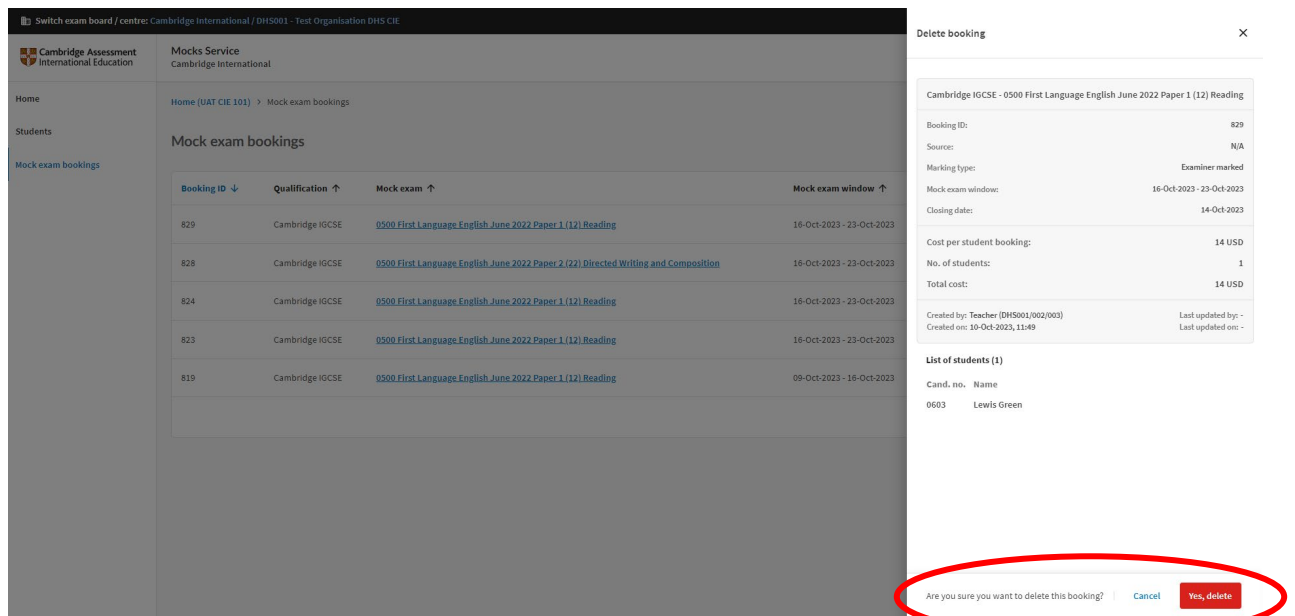 Switch exam board / centre: Cambridge International / DHS001 - Test Organisation DHS CIE
Cambridge Assessment
International Education
Mocks Service
Cambridge International
Home
Students
Mock exam bookings
Home (UAT CIE 101) > Mock exam bookings
Mock exam bookings
Booking ID ↓ Qualification ↑ Mock exam ↑ Mock exam window ↑
829 Cambridge IGCSE 0500 First Language English June 2022 Paper 1 (12) Reading 16-Oct-2023 - 23-Oct-2023
828 Cambridge IGCSE 0500 First Language English June 2022 Paper 2 (22) Directed Writing and Composition 16-Oct-2023 - 23-Oct-2023
824 Cambridge IGCSE 0500 First Language English June 2022 Paper 1 (12) Reading 16-Oct-2023 - 23-Oct-2023
823 Cambridge IGCSE 0500 First Language English June 2022 Paper 1 (12) Reading 16-Oct-2023 - 23-Oct-2023
819 Cambridge IGCSE 0500 First Language English June 2022 Paper 1 (12) Reading 09-Oct-2023 - 16-Oct-2023
Delete booking
Cambridge IGCSE - 0500 First Language English June 2022 Paper 1 (12) Reading
Booking ID: 829
Source: N/A
Marking type: Examiner marked
Mock exam window: 16-Oct-2023 - 23-Oct-2023
Closing date: 14-Oct-2023
Cost per student booking: 14 USD
No. of students: 1
Total cost: 14 USD
Created by: Teacher (DHS001/002/003) Last updated by: -
Created on: 10-Oct-2023, 11:49 Last updated on: -
List of students (1)
Cand. no. Name
0603 Lewis Green
Are you sure you want to delete this booking? Cancel Yes, delete